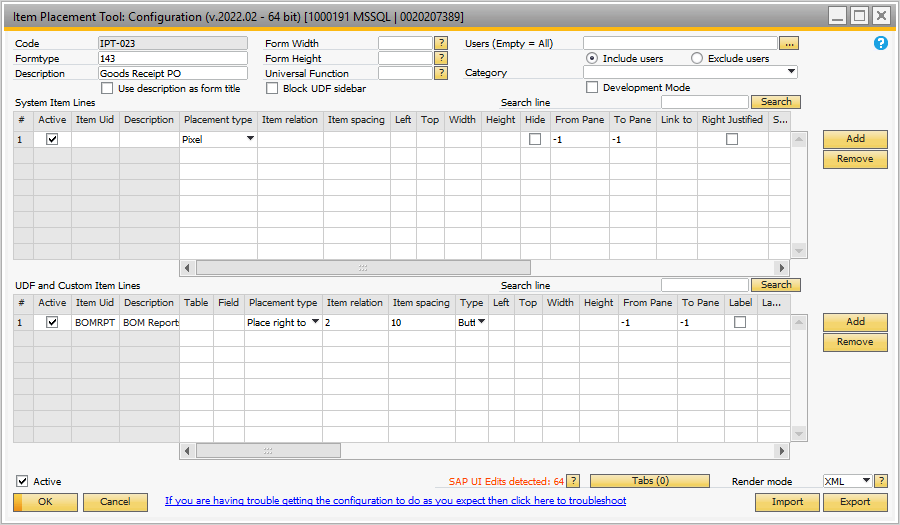 Item Placement Tool: Configuration (v.2022.02 - 64 bit) [1000191 MSSQL | 0020207389]
Code IPT-023 Form Width ? Users (Empty = All) ... ?
Formtype 143 Form Height ? Include users Exclude users
Description Goods Receipt PO Universal Function ? Category
Use description as form title Block UDF sidebar Development Mode
System Item Lines Search line Search
# Active Item Uid Description Placement type Item relation Item spacing Left Top Width Height Hide From Pane To Pane Link to Right Justified S...
1 Pixel -1 -1 Add
Remove
UDF and Custom Item Lines Search line Search
# Active Item Uid Description Table Field Placement type Item relation Item spacing Type Left Top Width Height From Pane To Pane Label La...
1 BOMRPT BOM Reports Place right to 2 10 Butt -1 -1 Add
Remove
Active SAP UI Edits detected: 64 ? Tabs (0) Render mode XML ?
OK Cancel If you are having trouble getting the configuration to do as you expect then click here to troubleshoot Import Export